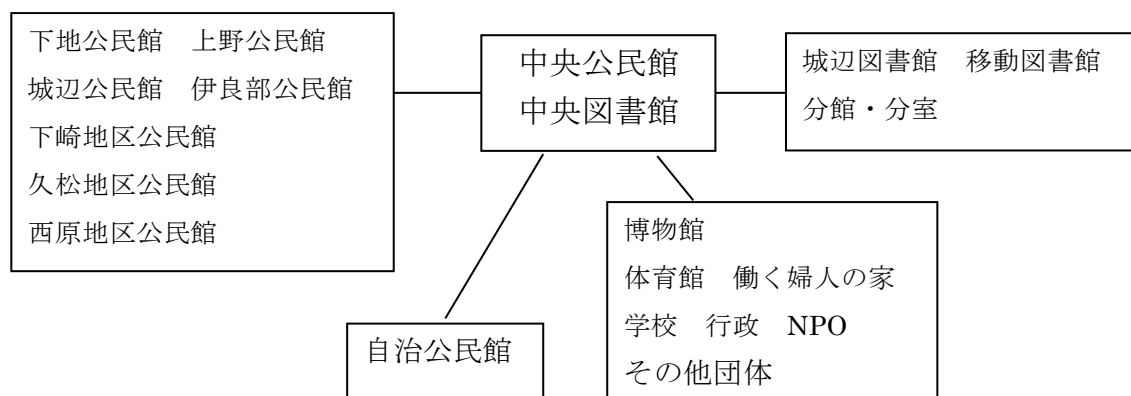 下地公民館　上野公民館
城辺公民館　伊良部公民館
下崎地区公民館
久松地区公民館
西原地区公民館
中央公民館
中央図書館
城辺図書館　移動図書館
分館・分室
自治公民館
博物館
体育館　働く婦人の家
学校　行政　NPO
その他団体